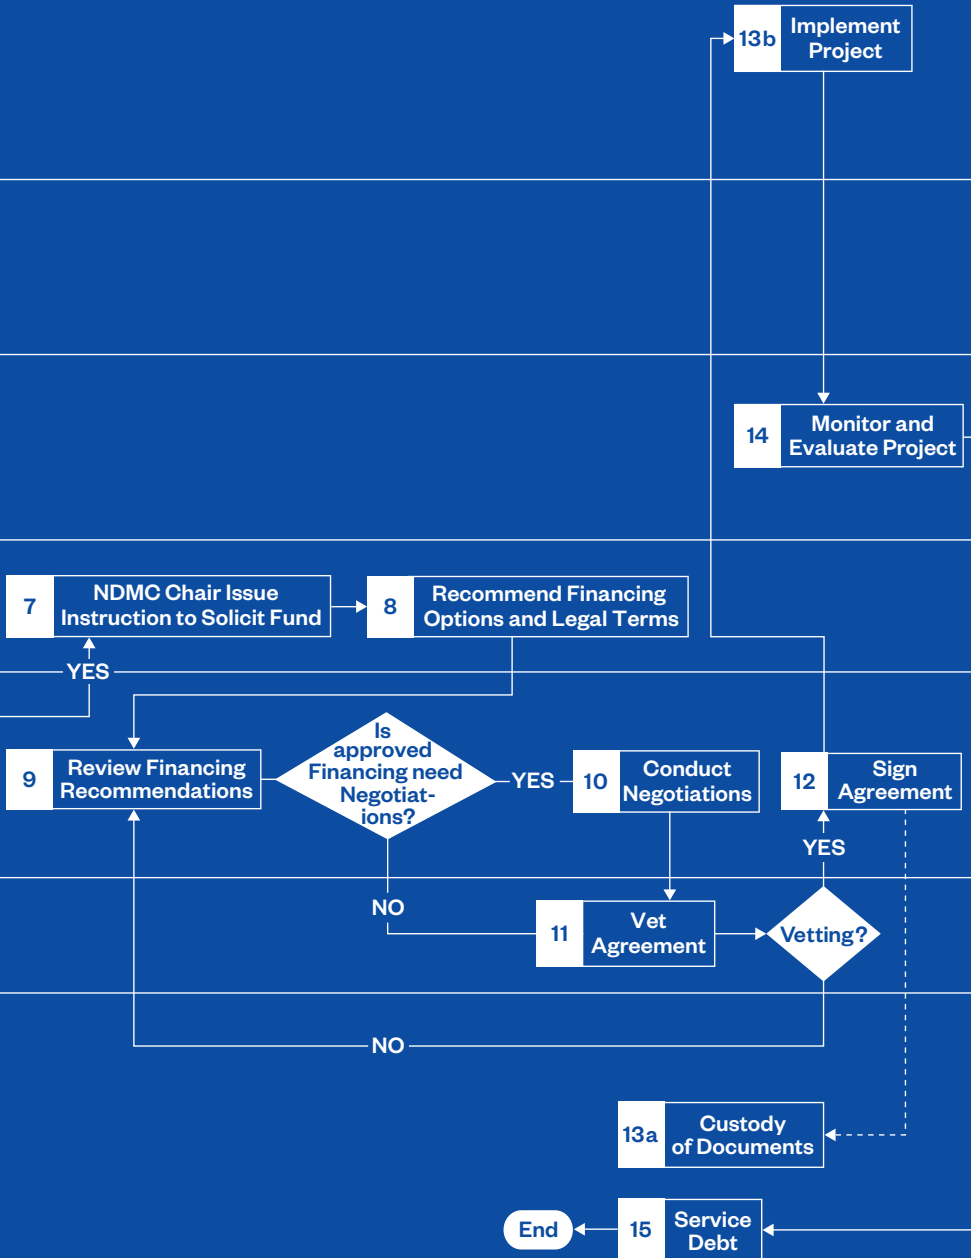 13b
Implement
Project
14
Monitor and
Evaluate Project
7
NDMC Chair Issue
Instruction to Solicit Fund
8
Recommend Financing
Options and Legal Terms
YES
9
Review Financing
Recommendations
Is
approved
Financing need
Negotiat-
ions?
YES
10
Conduct
Negotiations
12
Sign
Agreement
YES
NO
11
Vet
Agreement
Vetting?
NO
13a
Custody
of Documents
End
15
Service
Debt